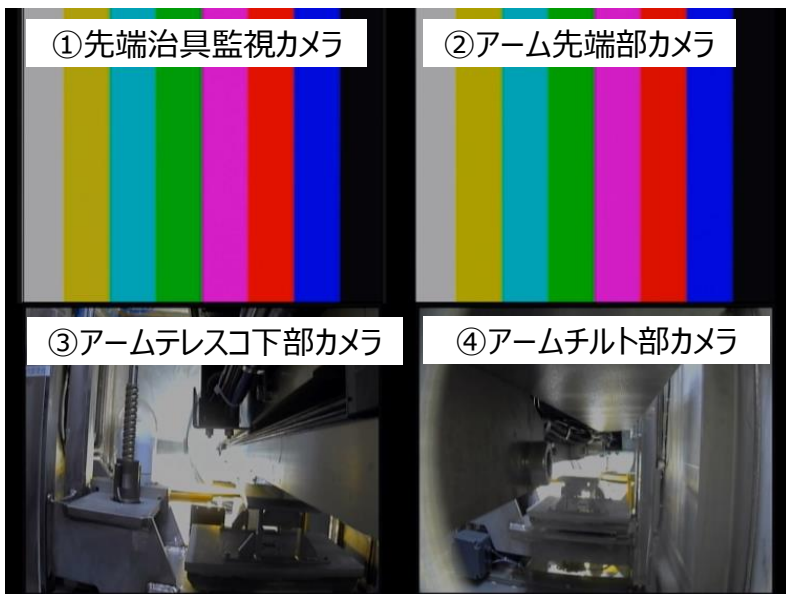 ①先端治具監視カメラ
②アーム先端部カメラ
③アームテレスコ下部カメラ
④アームチルト部カメラ